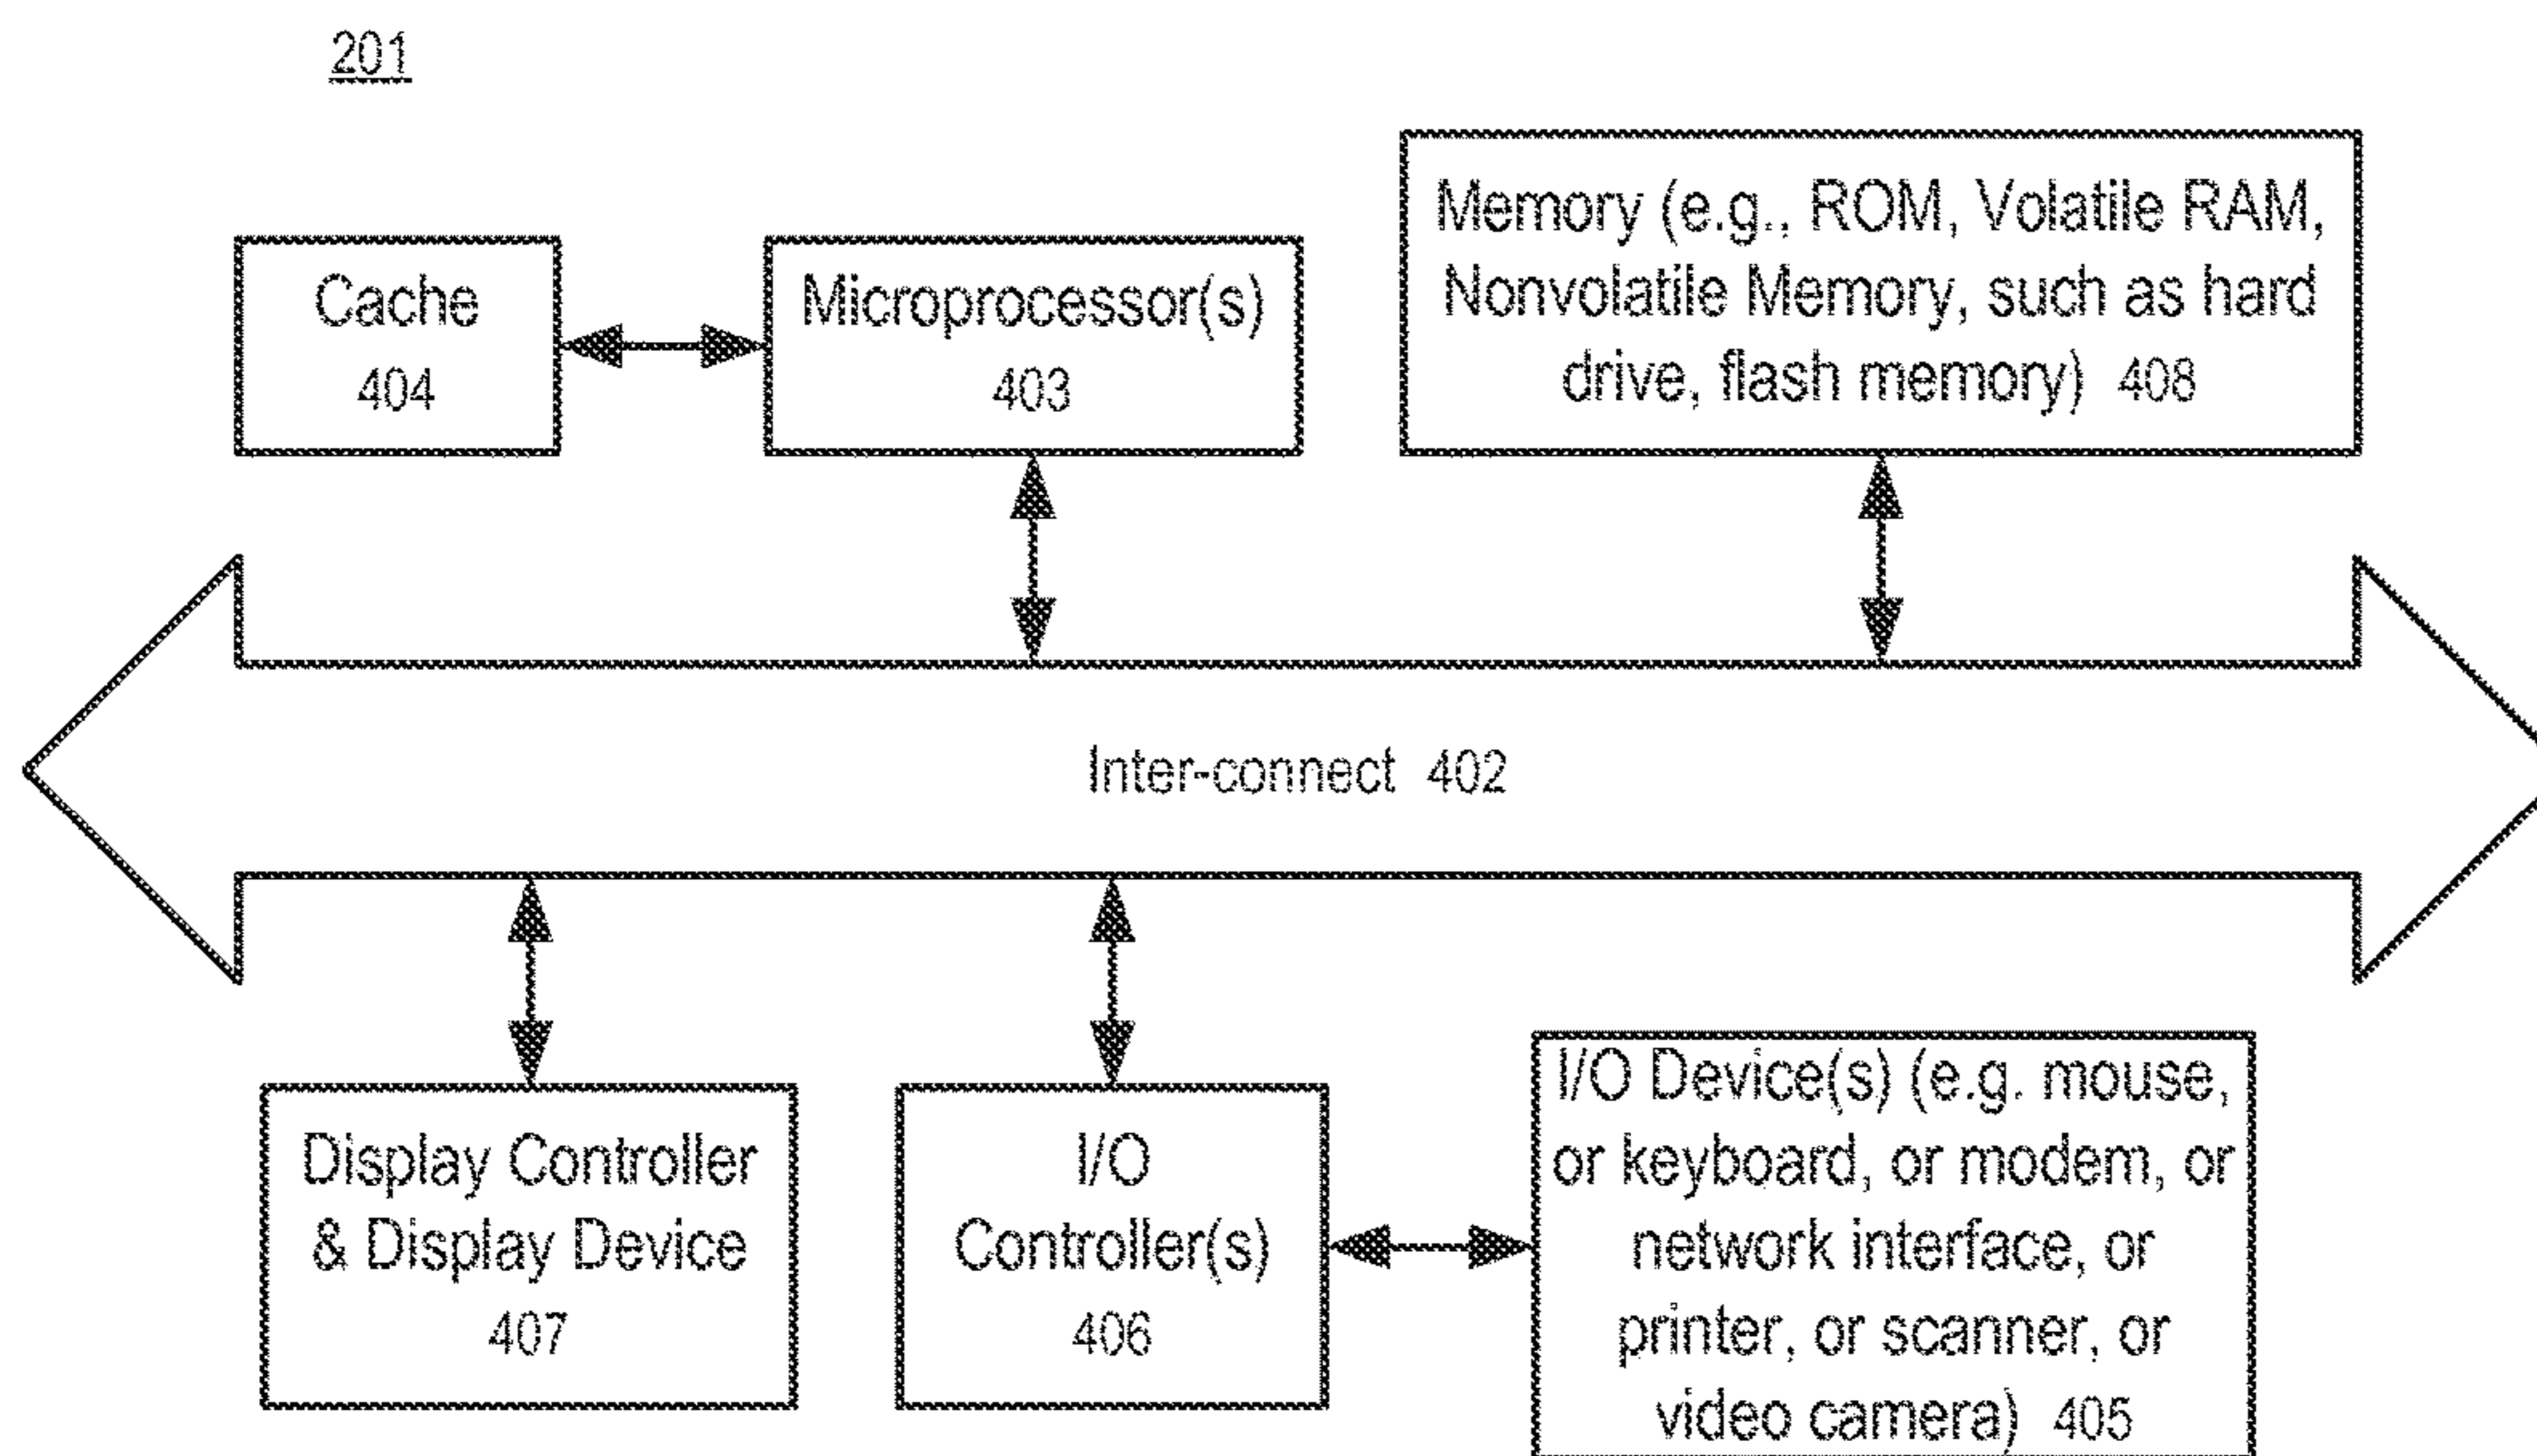 201
Cache
404
Microprocessor(s)
403
Memory (e.g., ROM, Volatile RAM,
Nonvolatile Memory, such as hard
drive, flash memory) 408
Inter-connect 402
Display Controller
& Display Device
407
I/O
Controller(s)
406
I/O Device(s) (e.g. mouse,
or keyboard, or modem, or
network interface, or
printer, or scanner, or
video camera) 405